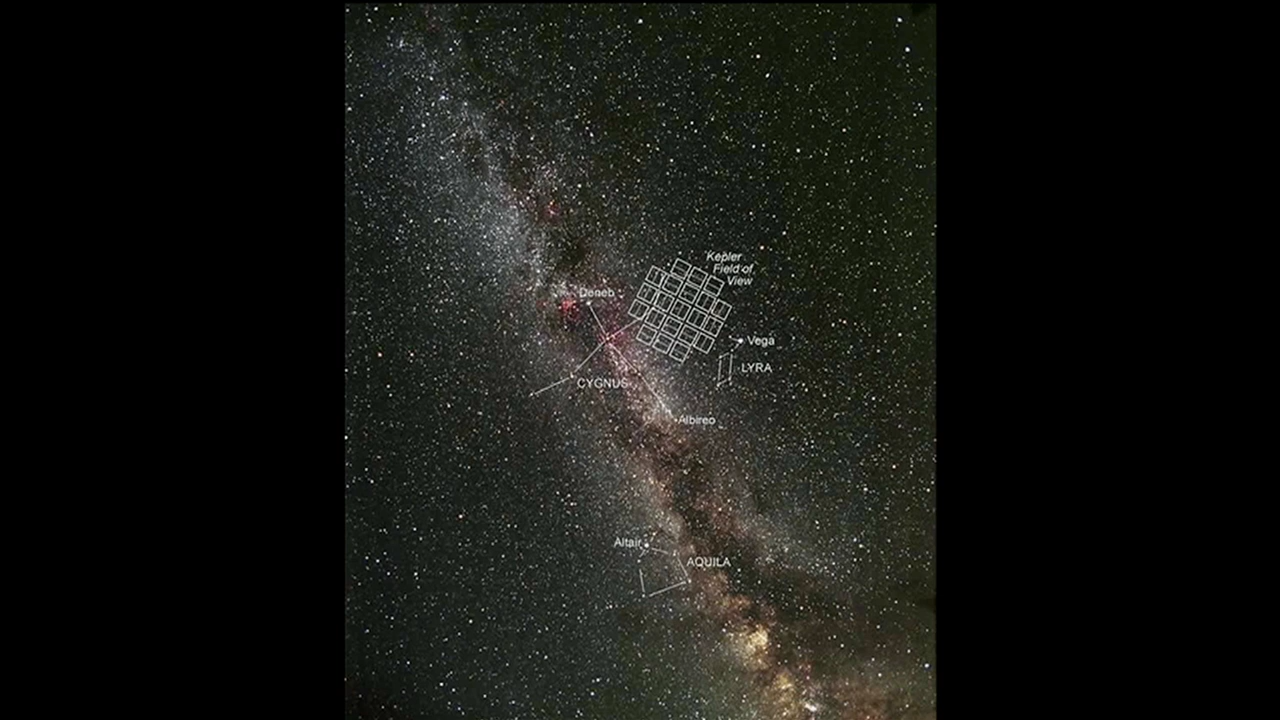 Kepler
Field of
View
Deneb
Vega
LYRA
CYGNUS
Albireo
Altair
AQUILA